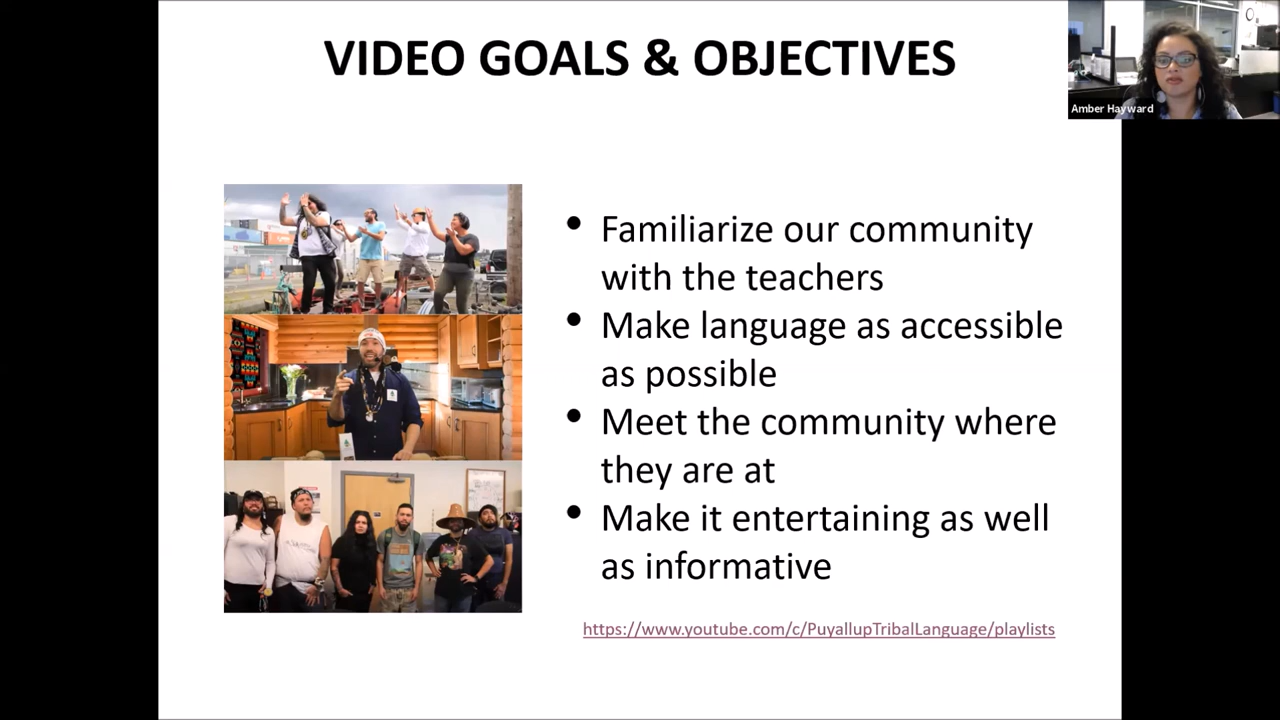 VIDEO GOALS & OBJECTIVES
Amber Hayward
• Familiarize our community
with the teachers
• Make language as accessible
as possible
• Meet the community where
they are at
• Make it entertaining as well
as informative
https://www.youtube.com/c/PuyallupTribalLanguage/playlists